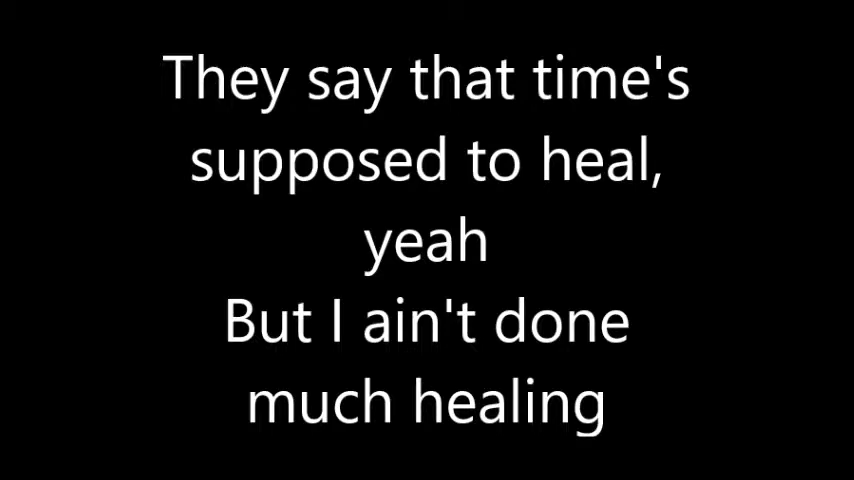 They say that time's
supposed to heal,
yeah
But I ain't done
much healing